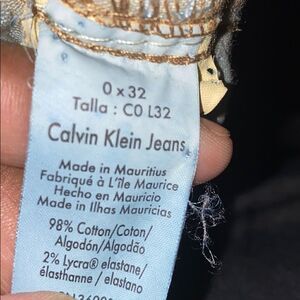 0 x 32
Talla : C0 L32
Calvin Klein Jeans
Made in Mauritius
Fabriqué à L'île Maurice
Hecho en Mauricio
Made in Ilhas Maurícias
98% Cotton/Coton/
Algodón/Algodão
2% Lycra® elastane/
élasthanne / elastano